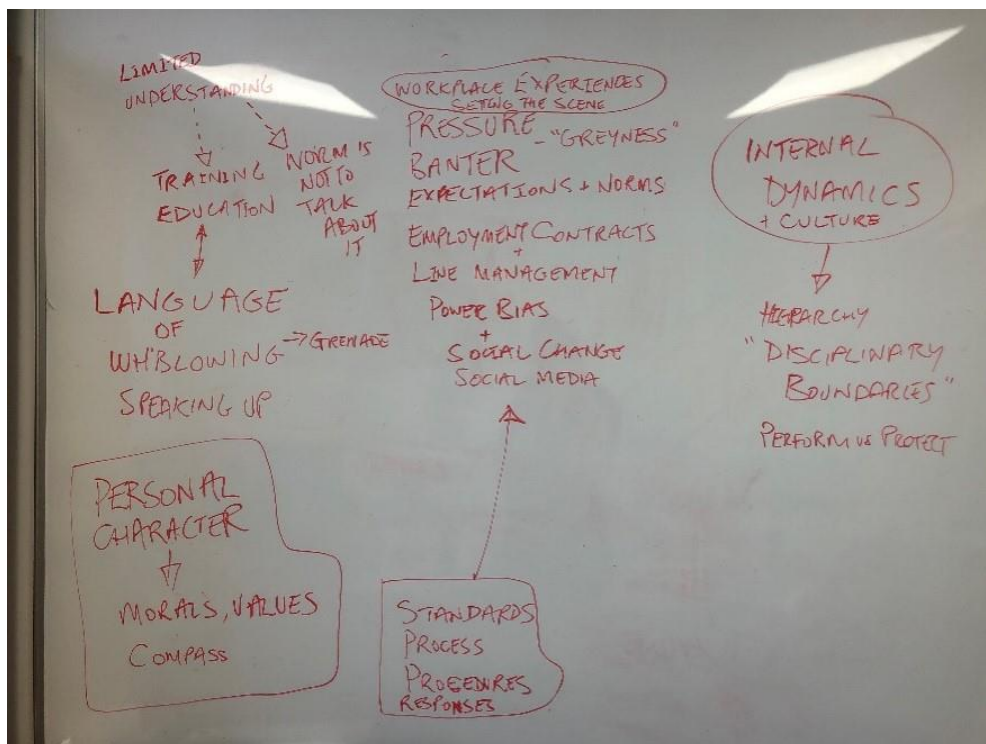 LIMITED
UNDERSTANDING
TRAINING
EDUCATION
NORM IS
NOT TO
TALK
ABOUT
IT
LANGUAGE
OF
WH'BLOWING
→ GRENADE
SPEAKING UP
PERSONAL
CHARACTER
MORALS, VALUES
COMPASS
WORKPLACE EXPERIENCES
SETING THE SCENE
PRESSURE
- "GREYNESS"
BANTER
EXPECTATIONS + NORMS
EMPLOYMENT CONTRACTS
+
LINE MANAGEMENT
POWER BIAS
+
SOCIAL CHANGE
SOCIAL MEDIA
STANDARDS
PROCESS
PROCEDURES
RESPONSES
INTERNAL
DYNAMICS
+ CULTURE
HIERARCHY
"DISCIPLINARY
BOUNDARIES"
PERFORM vs PROTECT